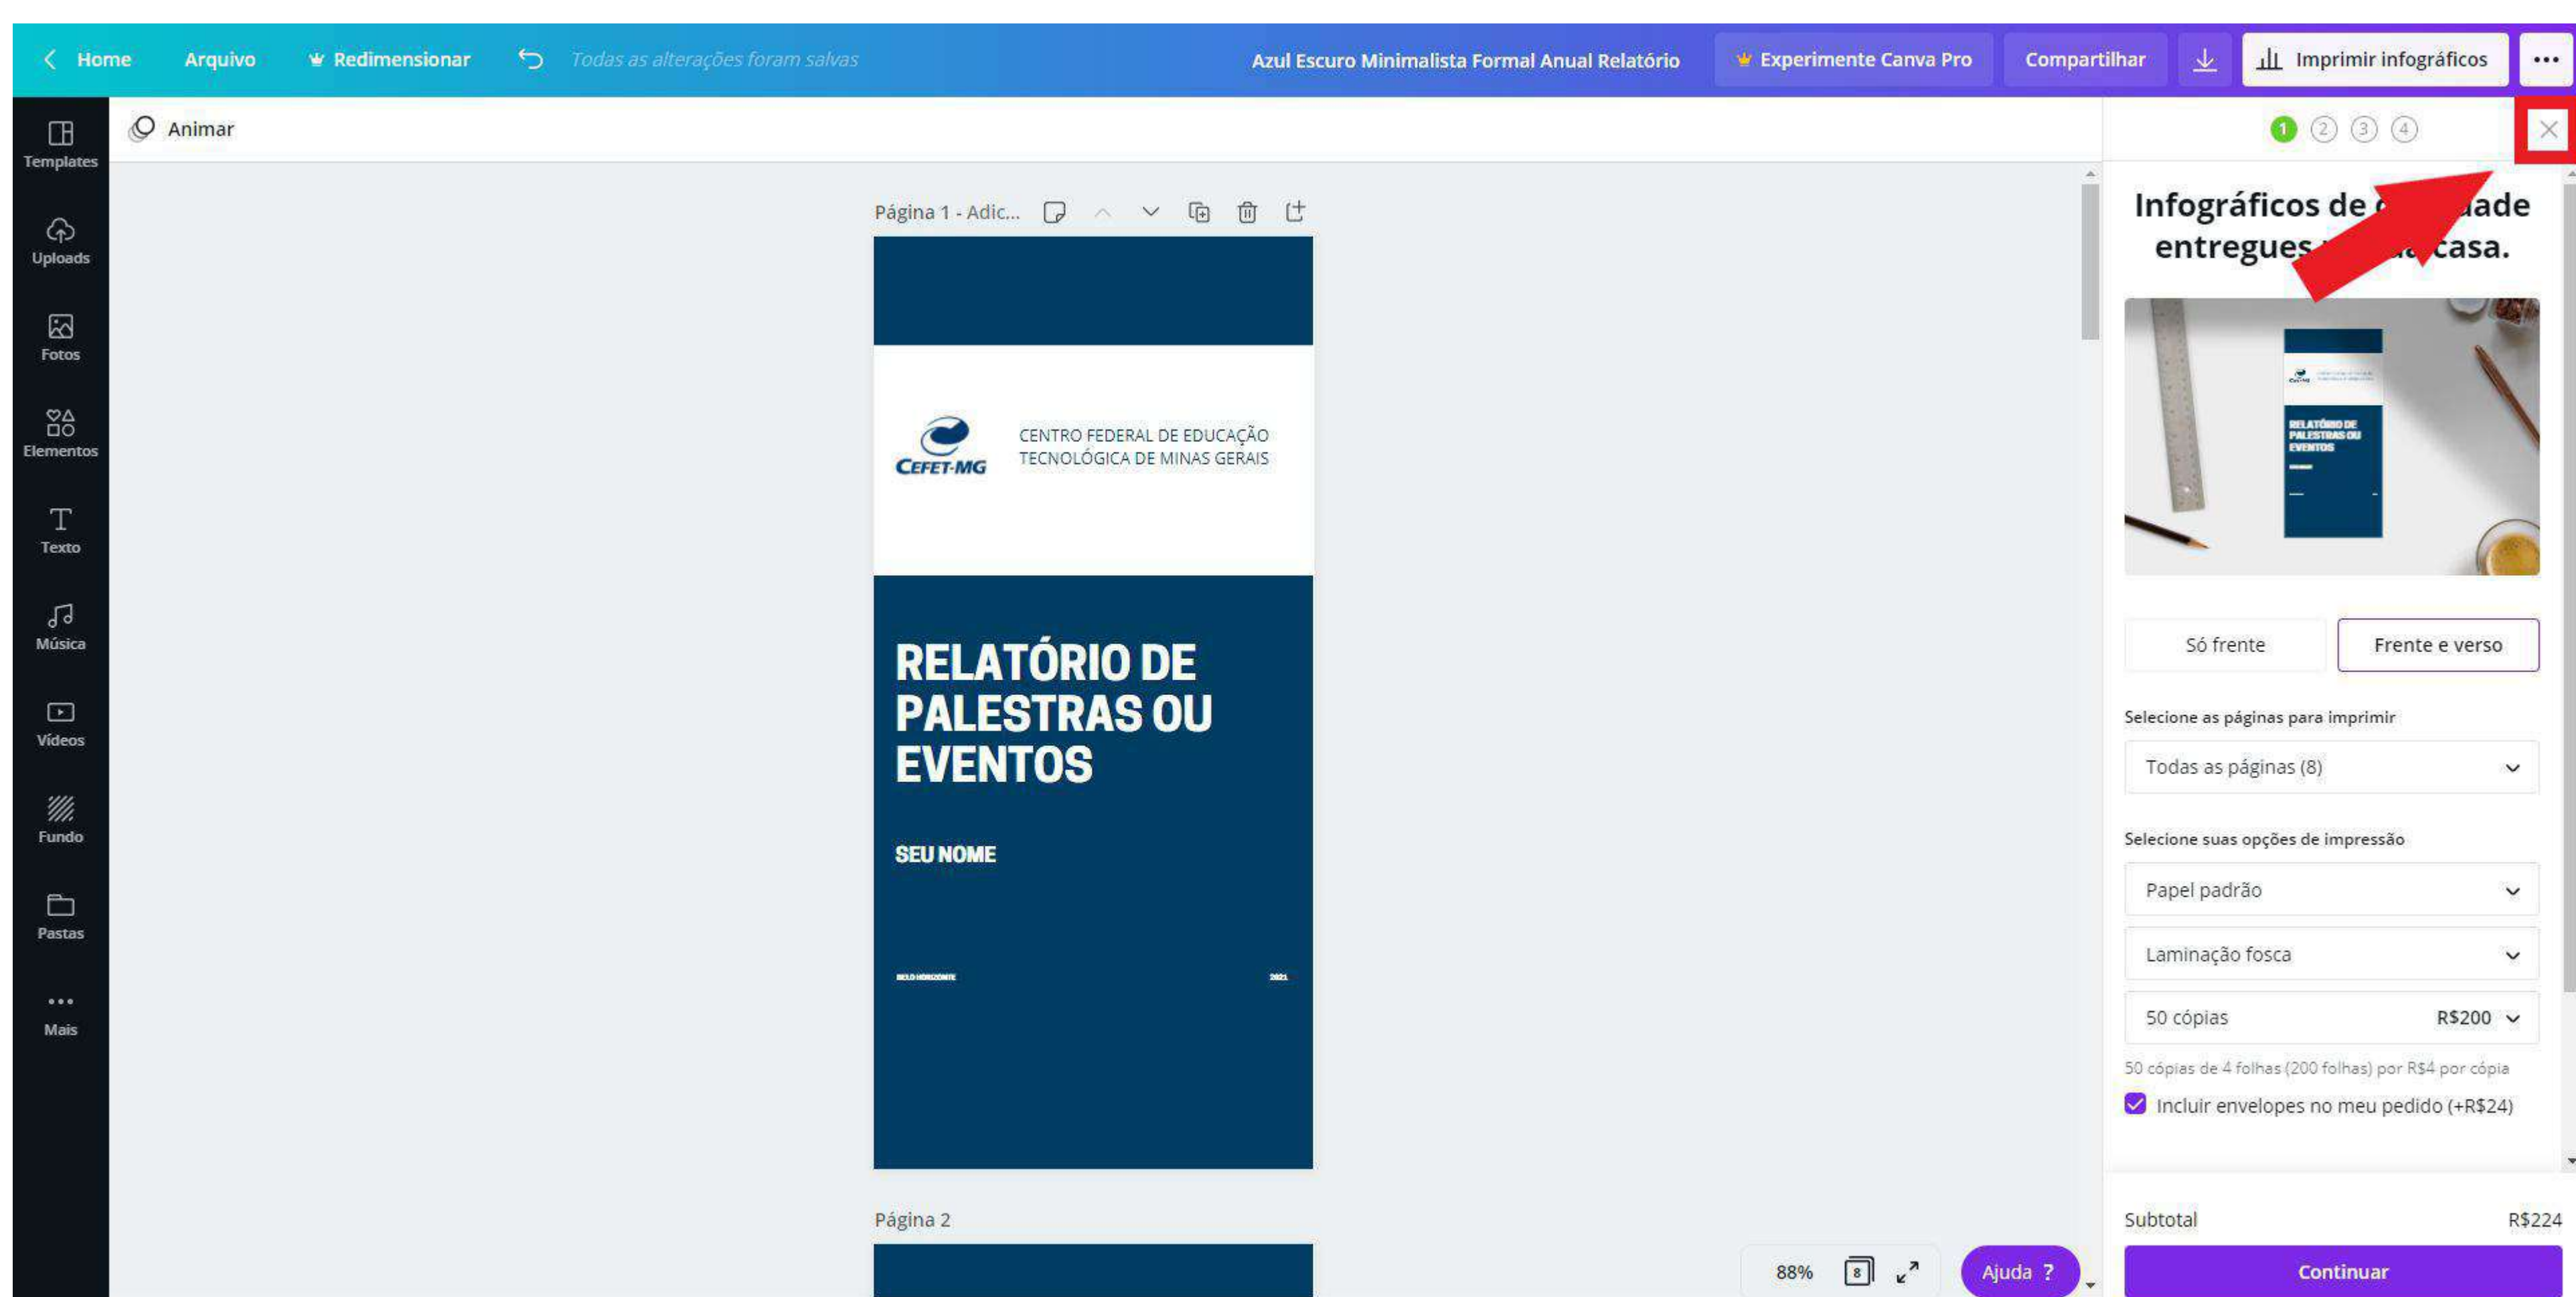 Home Arquivo Redimensionar Todas as alterações foram salvas Azul Escuro Minimalista Formal Anual Relatório Experimente Canva Pro Compartilhar Imprimir infográficos
Templates
Uploads
Fotos
Elementos
Texto
Música
Vídeos
Fundo
Pastas
Mais
Animar
Página 1 - Adic...
CEFET-MG
CENTRO FEDERAL DE EDUCAÇÃO
TECNOLÓGICA DE MINAS GERAIS
RELATÓRIO DE
PALESTRAS OU
EVENTOS
SEU NOME
BELO HORIZONTE 2021
Página 2
88% 8 Ajuda ?
1 2 3 4
Infográficos de
entregues casa.
CEFET-MG
RELATÓRIO DE
PALESTRAS OU
EVENTOS
Só frente Frente e verso
Selecione as páginas para imprimir
Todas as páginas (8)
Selecione suas opções de impressão
Papel padrão
Laminação fosca
50 cópias R$200
50 cópias de 4 folhas (200 folhas) por R$4 por cópia
Incluir envelopes no meu pedido (+R$24)
Subtotal R$224
Continuar